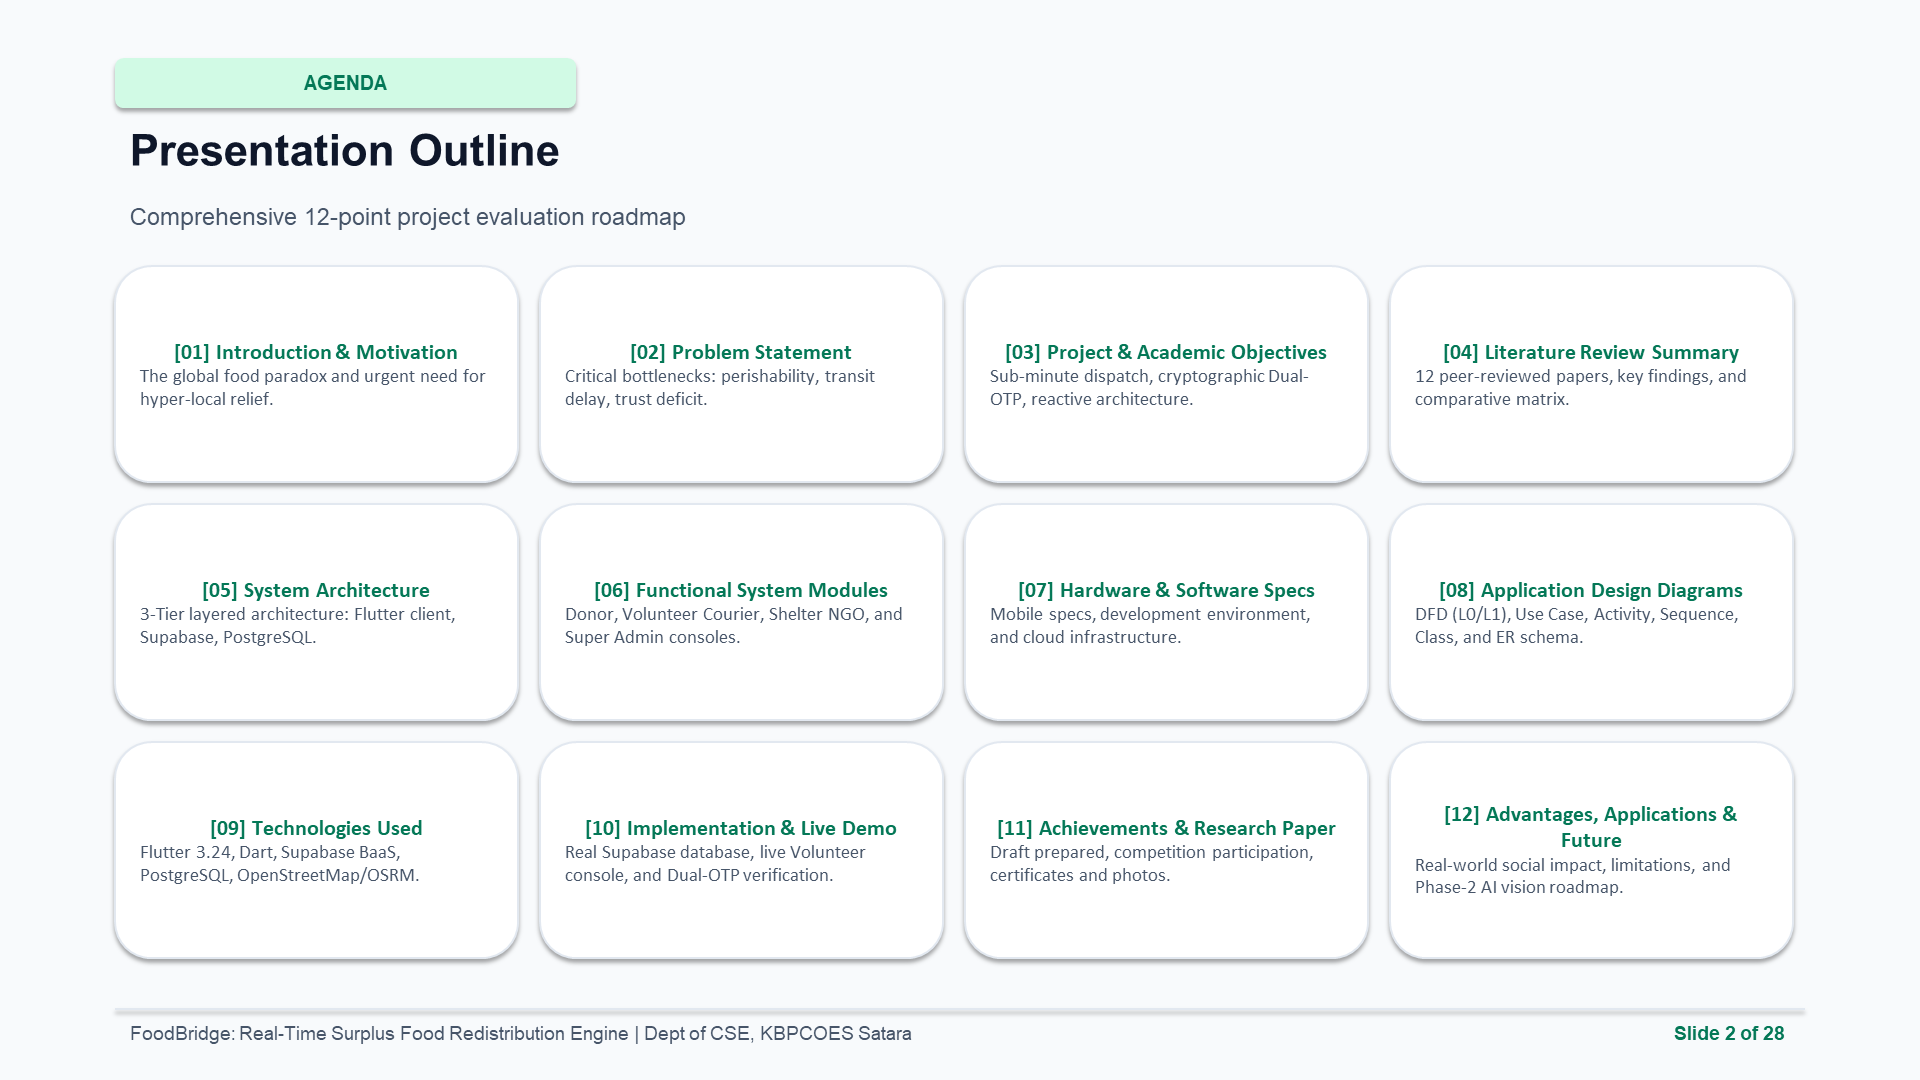 AGENDA
Presentation Outline
Comprehensive 12-point project evaluation roadmap
[01] Introduction & Motivation
The global food paradox and urgent need for
hyper-local relief.
[02] Problem Statement
Critical bottlenecks: perishability, transit
delay, trust deficit.
[03] Project & Academic Objectives
Sub-minute dispatch, cryptographic Dual-
OTP, reactive architecture.
[04] Literature Review Summary
12 peer-reviewed papers, key findings, and
comparative matrix.
[05] System Architecture
3-Tier layered architecture: Flutter client,
Supabase, PostgreSQL.
[06] Functional System Modules
Donor, Volunteer Courier, Shelter NGO, and
Super Admin consoles.
[07] Hardware & Software Specs
Mobile specs, development environment,
and cloud infrastructure.
[08] Application Design Diagrams
DFD (L0/L1), Use Case, Activity, Sequence,
Class, and ER schema.
[09] Technologies Used
Flutter 3.24, Dart, Supabase BaaS,
PostgreSQL, OpenStreetMap/OSRM.
[10] Implementation & Live Demo
Real Supabase database, live Volunteer
console, and Dual-OTP verification.
[11] Achievements & Research Paper
Draft prepared, competition participation,
certificates and photos.
[12] Advantages, Applications &
Future
Real-world social impact, limitations, and
Phase-2 AI vision roadmap.
FoodBridge: Real-Time Surplus Food Redistribution Engine | Dept of CSE, KBPCOES Satara
Slide 2 of 28